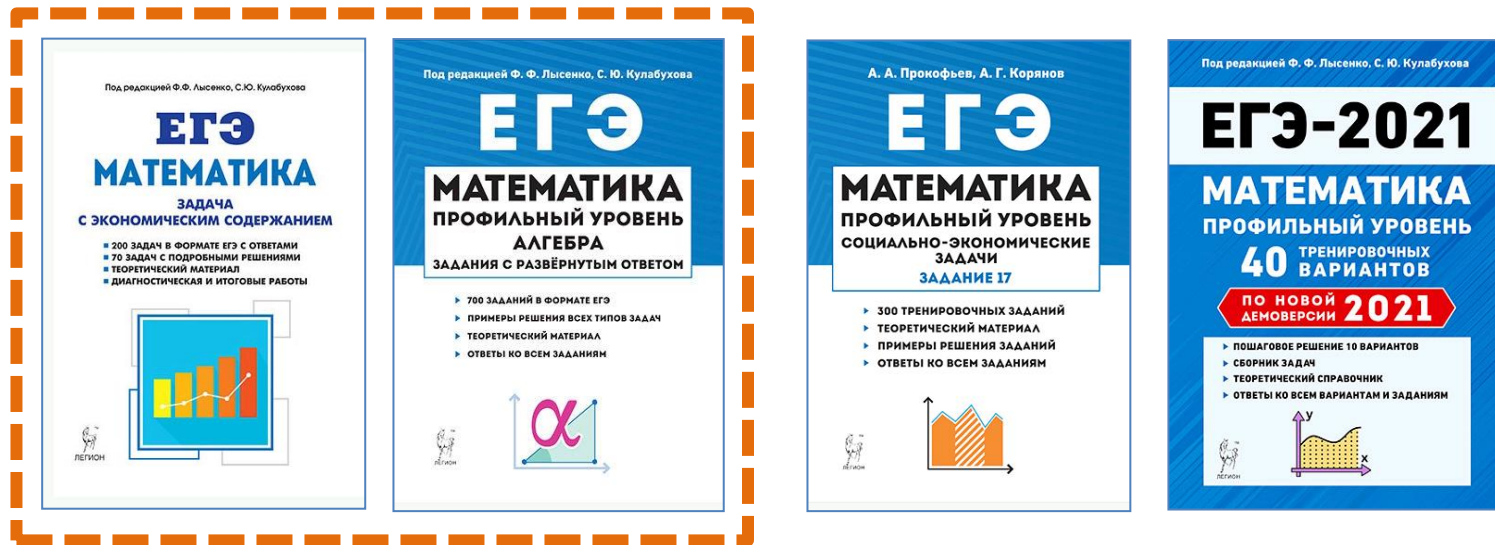 Под редакцией Ф.Ф. Лысенко, С.Ю. Кулабухова
ЕГЭ
МАТЕМАТИКА
ЗАДАЧА
С ЭКОНОМИЧЕСКИМ СОДЕРЖАНИЕМ
200 ЗАДАЧ В ФОРМАТЕ ЕГЭ С ОТВЕТАМИ
70 ЗАДАЧ С ПОДРОБНЫМИ РЕШЕНИЯМИ
ТЕОРЕТИЧЕСКИЙ МАТЕРИАЛ
ДИАГНОСТИЧЕСКАЯ И ИТОГОВЫЕ РАБОТЫ
ЛЕГИОН
Под редакцией Ф. Ф. Лысенко, С. Ю. Кулабухова
ЕГЭ
МАТЕМАТИКА
ПРОФИЛЬНЫЙ УРОВЕНЬ
АЛГЕБРА
ЗАДАНИЯ С РАЗВЁРНУТЫМ ОТВЕТОМ
700 ЗАДАНИЙ В ФОРМАТЕ ЕГЭ
ПРИМЕРЫ РЕШЕНИЯ ВСЕХ ТИПОВ ЗАДАЧ
ТЕОРЕТИЧЕСКИЙ МАТЕРИАЛ
ОТВЕТЫ КО ВСЕМ ЗАДАНИЯМ
α
ЛЕГИОН
А. А. Прокофьев, А. Г. Корянов
ЕГЭ
МАТЕМАТИКА
ПРОФИЛЬНЫЙ УРОВЕНЬ
СОЦИАЛЬНО-ЭКОНОМИЧЕСКИЕ
ЗАДАЧИ
ЗАДАНИЕ 17
300 ТРЕНИРОВОЧНЫХ ЗАДАНИЙ
ТЕОРЕТИЧЕСКИЙ МАТЕРИАЛ
ПРИМЕРЫ РЕШЕНИЯ ЗАДАНИЙ
ОТВЕТЫ КО ВСЕМ ЗАДАНИЯМ
ЛЕГИОН
Под редакцией Ф. Ф. Лысенко, С. Ю. Кулабухова
ЕГЭ-2021
МАТЕМАТИКА
ПРОФИЛЬНЫЙ УРОВЕНЬ
40 ТРЕНИРОВОЧНЫХ
ВАРИАНТОВ
ПО НОВОЙ
ДЕМОВЕРСИИ 2021
ПОШАГОВОЕ РЕШЕНИЕ 10 ВАРИАНТОВ
СБОРНИК ЗАДАЧ
ТЕОРЕТИЧЕСКИЙ СПРАВОЧНИК
ОТВЕТЫ КО ВСЕМ ВАРИАНТАМ И ЗАДАНИЯМ
y
x
ЛЕГИОН